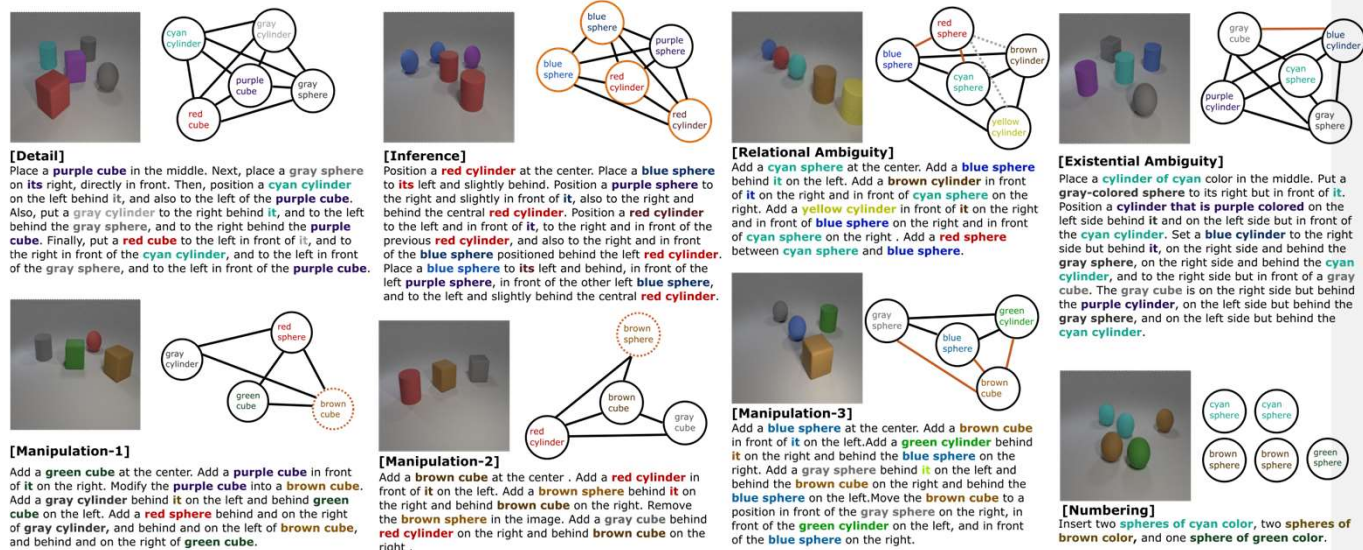 cyan
cylinder
gray
cylinder
purple
cube
gray
sphere
red
cube
[Detail]
Place a purple cube in the middle. Next, place a gray sphere
on its right, directly in front. Then, position a cyan cylinder
on the left behind it, and also to the left of the purple cube.
Also, put a gray cylinder to the right behind it, and to the left
behind the gray sphere, and to the right behind the purple
cube. Finally, put a red cube to the left in front of it, and to
the right in front of the cyan cylinder, and to the left in front
of the gray sphere, and to the left in front of the purple cube.
blue
sphere
purple
sphere
blue
sphere
red
cylinder
red
cylinder
[Inference]
Position a red cylinder at the center. Place a blue sphere
to its left and slightly behind. Position a purple sphere to
the right and slightly in front of it, also to the right and
behind the central red cylinder. Position a red cylinder
to the left and in front of it, to the right and in front of the
previous red cylinder, and also to the right and in front
of the blue sphere positioned behind the left red cylinder.
Place a blue sphere to its left and behind, in front of the
left purple sphere, in front of the other left blue sphere,
and to the left and slightly behind the central red cylinder.
red
sphere
blue
sphere
brown
cylinder
cyan
sphere
yellow
cylinder
[Relational Ambiguity]
Add a cyan sphere at the center. Add a blue sphere
behind it on the left. Add a brown cylinder in front
of it on the right and in front of cyan sphere on the
right. Add a yellow cylinder in front of it on the right
and in front of blue sphere on the right and in front
of cyan sphere on the right . Add a red sphere
between cyan sphere and blue sphere.
gray
cube
blue
cylinder
cyan
sphere
purple
cylinder
gray
sphere
[Existential Ambiguity]
Place a cylinder of cyan color in the middle. Put a
gray-colored sphere to its right but in front of it.
Position a cylinder that is purple colored on the
left side behind it and on the left side but in front of
the cyan cylinder. Set a blue cylinder to the right
side but behind it, on the right side and behind the
gray sphere, on the right side and behind the cyan
cylinder, and to the right side but in front of a gray
cube. The gray cube is on the right side but behind
the purple cylinder, on the left side but behind the
gray sphere, and on the left side but behind the
cyan cylinder.
red
sphere
gray
cylinder
green
cube
brown
cube
[Manipulation-1]
Add a green cube at the center. Add a purple cube in front
of it on the right. Modify the purple cube into a brown cube.
Add a gray cylinder behind it on the left and behind green
cube on the left. Add a red sphere behind and on the right
of gray cylinder, and behind and on the left of brown cube,
and behind and on the right of green cube.
brown
sphere
brown
cube
red
cylinder
gray
cube
[Manipulation-2]
Add a brown cube at the center . Add a red cylinder in
front of it on the left. Add a brown sphere behind it on
the right and behind brown cube on the right. Remove
the brown sphere in the image. Add a gray cube behind
red cylinder on the right and behind brown cube on the
right .
gray
sphere
green
cylinder
blue
sphere
brown
cube
[Manipulation-3]
Add a blue sphere at the center. Add a brown cube
in front of it on the left.Add a green cylinder behind
it on the right and behind the blue sphere on the
right. Add a gray sphere behind it on the left and
behind the brown cube on the right and behind the
blue sphere on the left.Move the brown cube to a
position in front of the gray sphere on the right, in
front of the green cylinder on the left, and in front
of the blue sphere on the right.
cyan
sphere
cyan
sphere
brown
sphere
brown
sphere
green
sphere
[Numbering]
Insert two spheres of cyan color, two spheres of
brown color, and one sphere of green color.